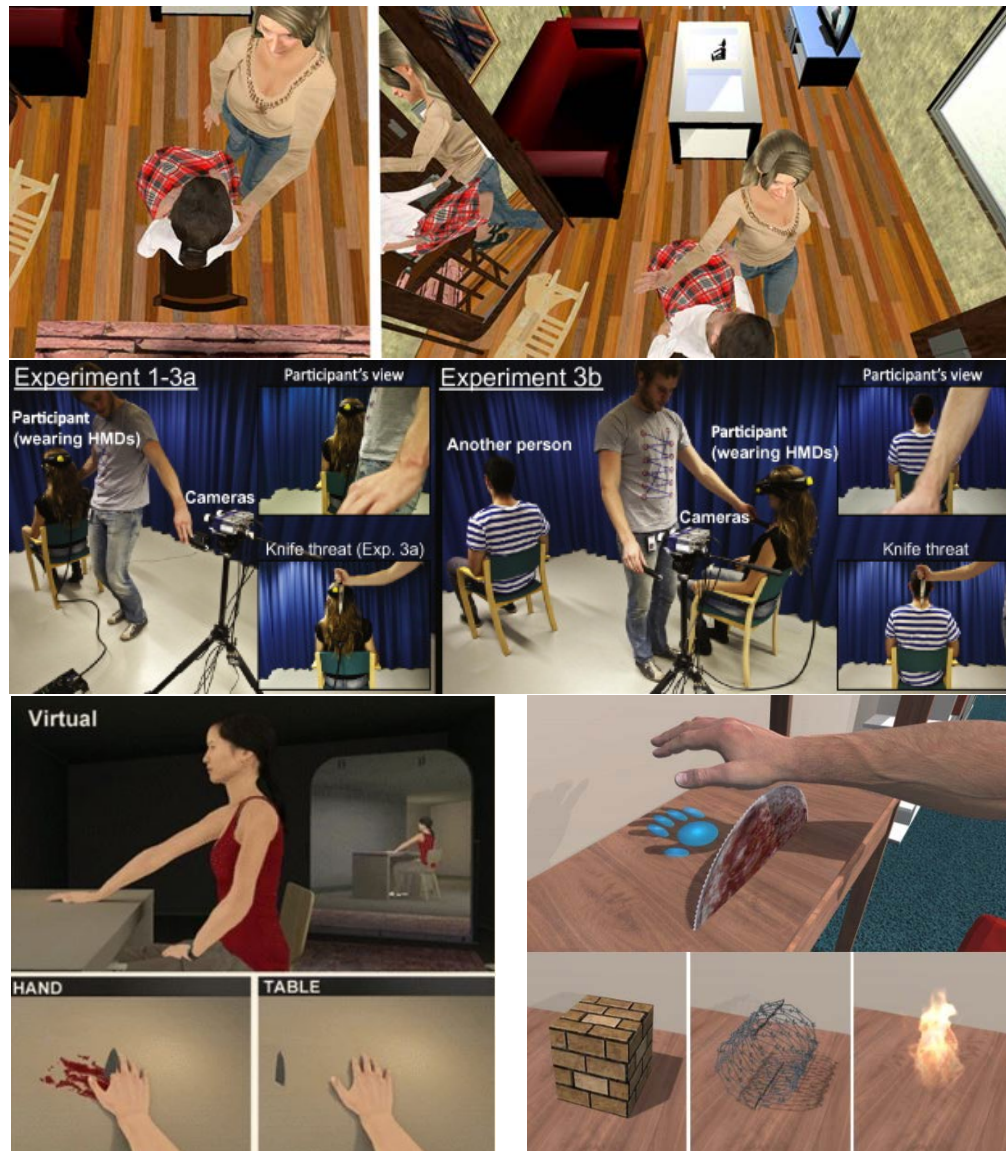 Experiment 1-3a
Participant's view
Participant
(wearing HMDs)
Cameras
Knife threat (Exp. 3a)
Experiment 3b
Participant's view
Another person
Participant
(wearing HMDs)
Cameras
Knife threat
Virtual
HAND
TABLE